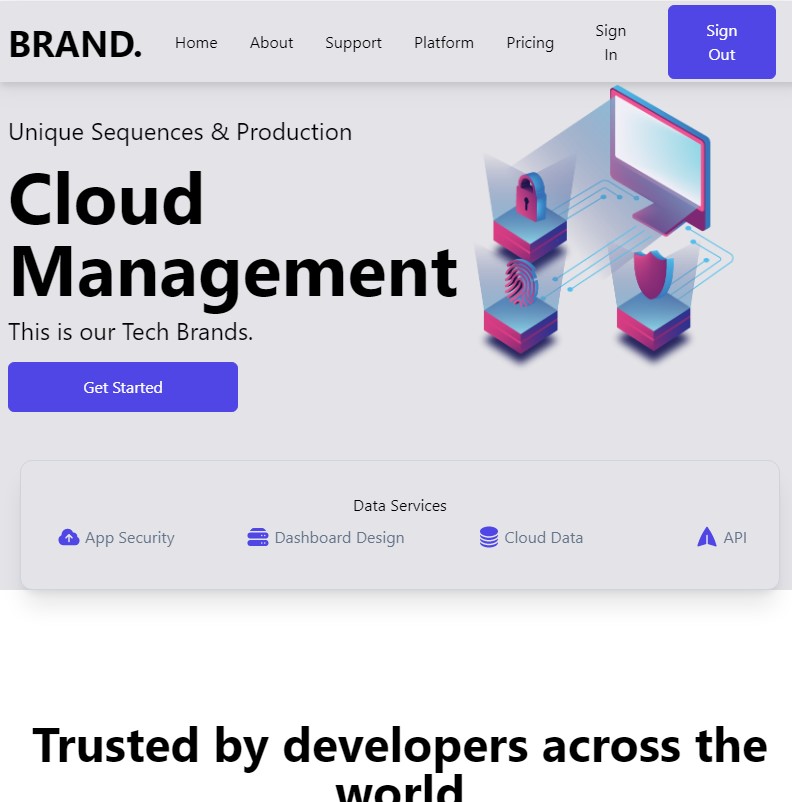 BRAND.
Home
About
Support
Platform
Pricing
Sign
In
Sign
Out
Unique Sequences & Production
Cloud
Management
This is our Tech Brands.
Get Started
Data Services
App Security
Dashboard Design
Cloud Data
API
Trusted by developers across the
world